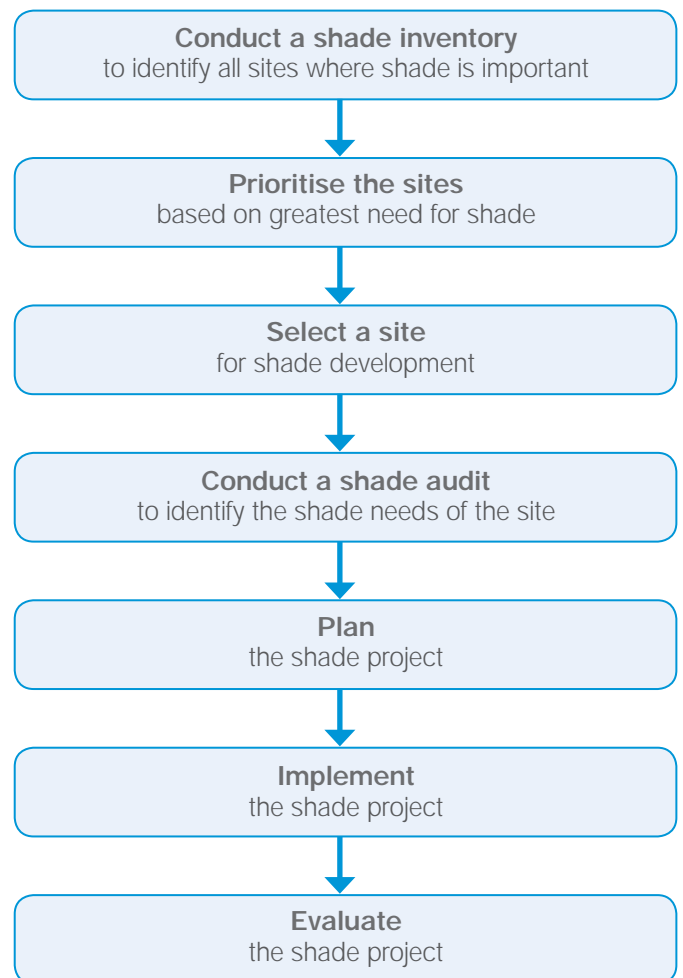 Conduct a shade inventory
to identify all sites where shade is important
Prioritise the sites
based on greatest need for shade
Select a site
for shade development
Conduct a shade audit
to identify the shade needs of the site
Plan
the shade project
Implement
the shade project
Evaluate
the shade project